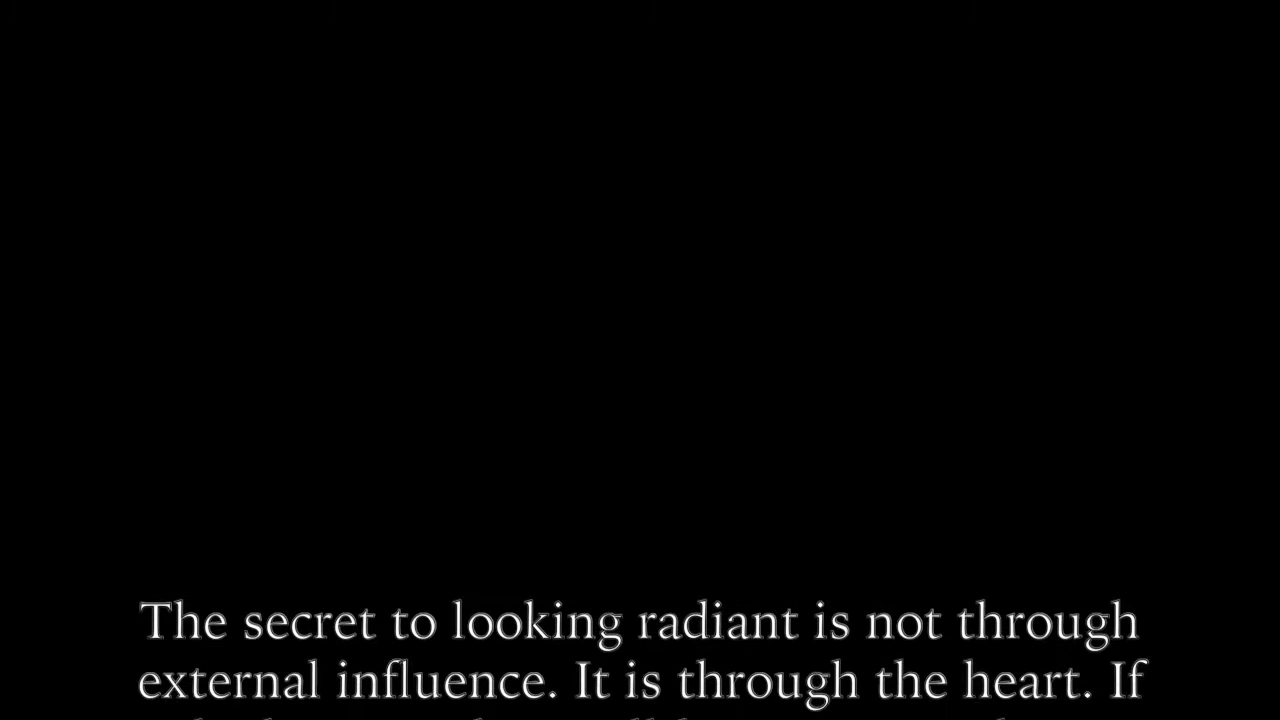 The secret to looking radiant is not through
external influence. It is through the heart. If